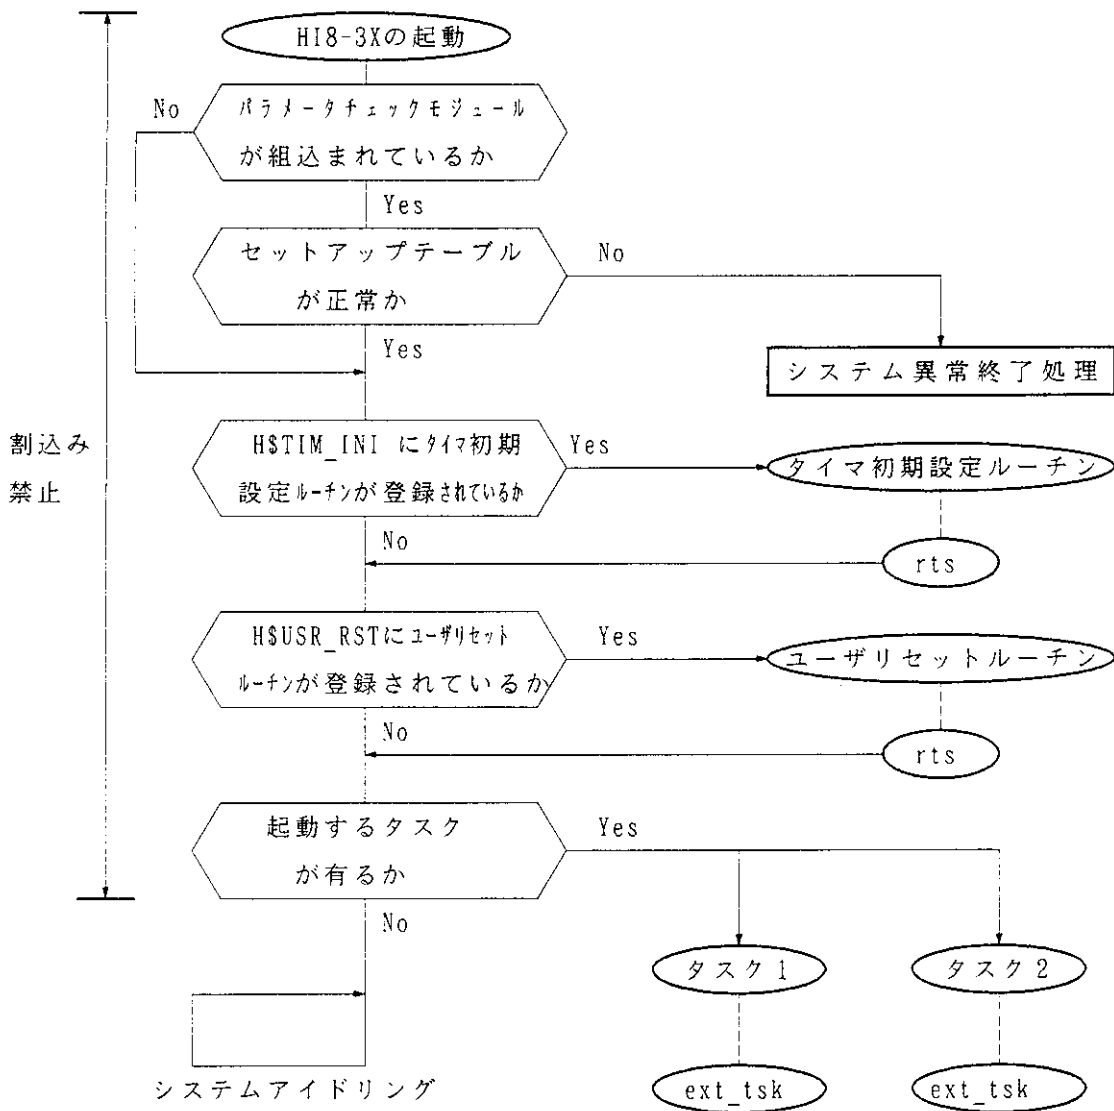 HI8-3Xの起動
No
パラメータチェックモジュール
が組込まれているか
Yes
セットアップテーブル
が正常か
No
Yes
システム異常終了処理
割込み
禁止
H$TIM_INI にタイマ初期
設定ルーチンが登録されているか
Yes
タイマ初期設定ルーチン
No
rts
H$USR_RSTにユーザリセット
ルーチンが登録されているか
Yes
ユーザリセットルーチン
No
rts
起動するタスク
が有るか
Yes
No
タスク1
タスク2
システムアイドリング
ext_tsk
ext_tsk